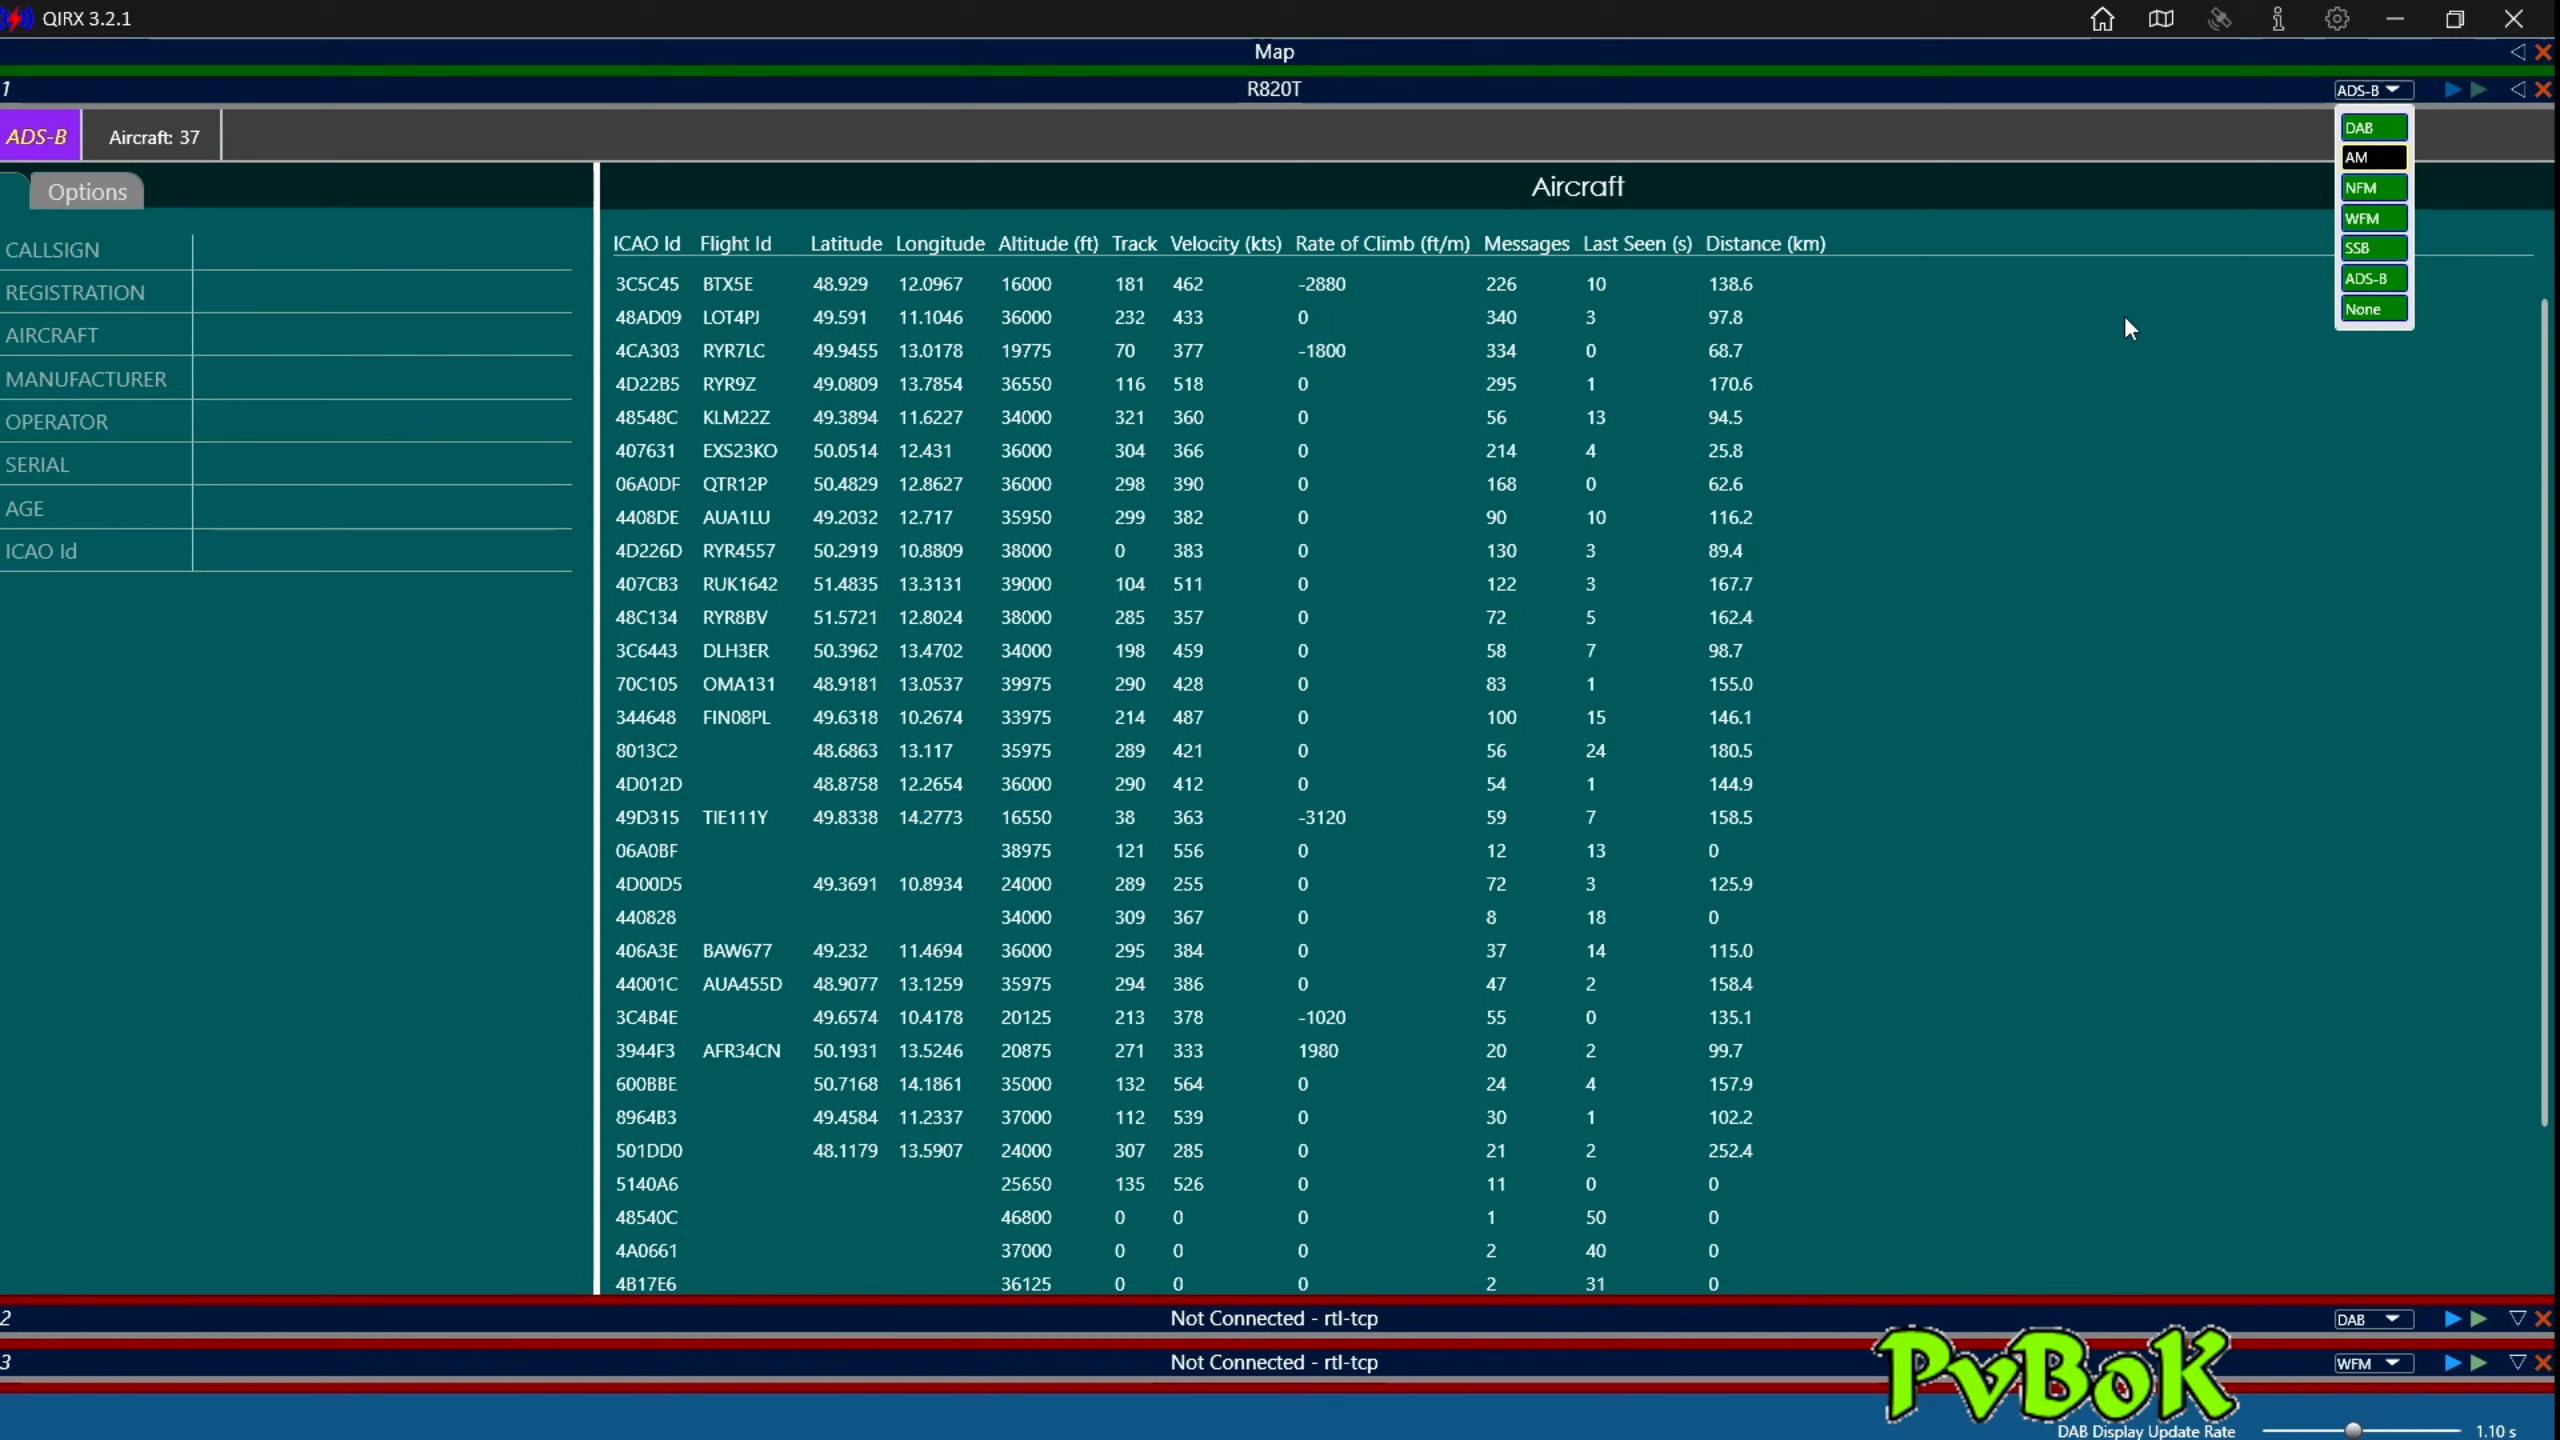 QIRX 3.2.1
Map
1 R820T ADS-B
ADS-B Aircraft: 37
DAB
AM
NFM
WFM
SSB
ADS-B
None
Options
CALLSIGN
REGISTRATION
AIRCRAFT
MANUFACTURER
OPERATOR
SERIAL
AGE
ICAO Id
Aircraft
ICAO Id Flight Id Latitude Longitude Altitude (ft) Track Velocity (kts) Rate of Climb (ft/m) Messages Last Seen (s) Distance (km)
3C5C45 BTX5E 48.929 12.0967 16000 181 462 -2880 226 10 138.6
48AD09 LOT4PJ 49.591 11.1046 36000 232 433 0 340 3 97.8
4CA303 RYR7LC 49.9455 13.0178 19775 70 377 -1800 334 0 68.7
4D22B5 RYR9Z 49.0809 13.7854 36550 116 518 0 295 1 170.6
48548C KLM22Z 49.3894 11.6227 34000 321 360 0 56 13 94.5
407631 EXS23KO 50.0514 12.431 36000 304 366 0 214 4 25.8
06A0DF QTR12P 50.4829 12.8627 36000 298 390 0 168 0 62.6
4408DE AUA1LU 49.2032 12.717 35950 299 382 0 90 10 116.2
4D226D RYR4557 50.2919 10.8809 38000 0 383 0 130 3 89.4
407CB3 RUK1642 51.4835 13.3131 39000 104 511 0 122 3 167.7
48C134 RYR8BV 51.5721 12.8024 38000 285 357 0 72 5 162.4
3C6443 DLH3ER 50.3962 13.4702 34000 198 459 0 58 7 98.7
70C105 OMA131 48.9181 13.0537 39975 290 428 0 83 1 155.0
344648 FIN08PL 49.6318 10.2674 33975 214 487 0 100 15 146.1
8013C2 48.6863 13.117 35975 289 421 0 56 24 180.5
4D012D 48.8758 12.2654 36000 290 412 0 54 1 144.9
49D315 TIE111Y 49.8338 14.2773 16550 38 363 -3120 59 7 158.5
06A0BF 38975 121 556 0 12 13 0
4D00D5 49.3691 10.8934 24000 289 255 0 72 3 125.9
440828 34000 309 367 0 8 18 0
406A3E BAW677 49.232 11.4694 36000 295 384 0 37 14 115.0
44001C AUA455D 48.9077 13.1259 35975 294 386 0 47 2 158.4
3C4B4E 49.6574 10.4178 20125 213 378 -1020 55 0 135.1
3944F3 AFR34CN 50.1931 13.5246 20875 271 333 1980 20 2 99.7
600BBE 50.7168 14.1861 35000 132 564 0 24 4 157.9
8964B3 49.4584 11.2337 37000 112 539 0 30 1 102.2
501DD0 48.1179 13.5907 24000 307 285 0 21 2 252.4
5140A6 25650 135 526 0 11 0 0
48540C 46800 0 0 0 1 50 0
4A0661 37000 0 0 0 2 40 0
4B17E6 36125 0 0 0 2 31 0
2 Not Connected - rtl-tcp DAB
3 Not Connected - rtl-tcp WFM
PvBoK
DAB Display Update Rate 1.10 s